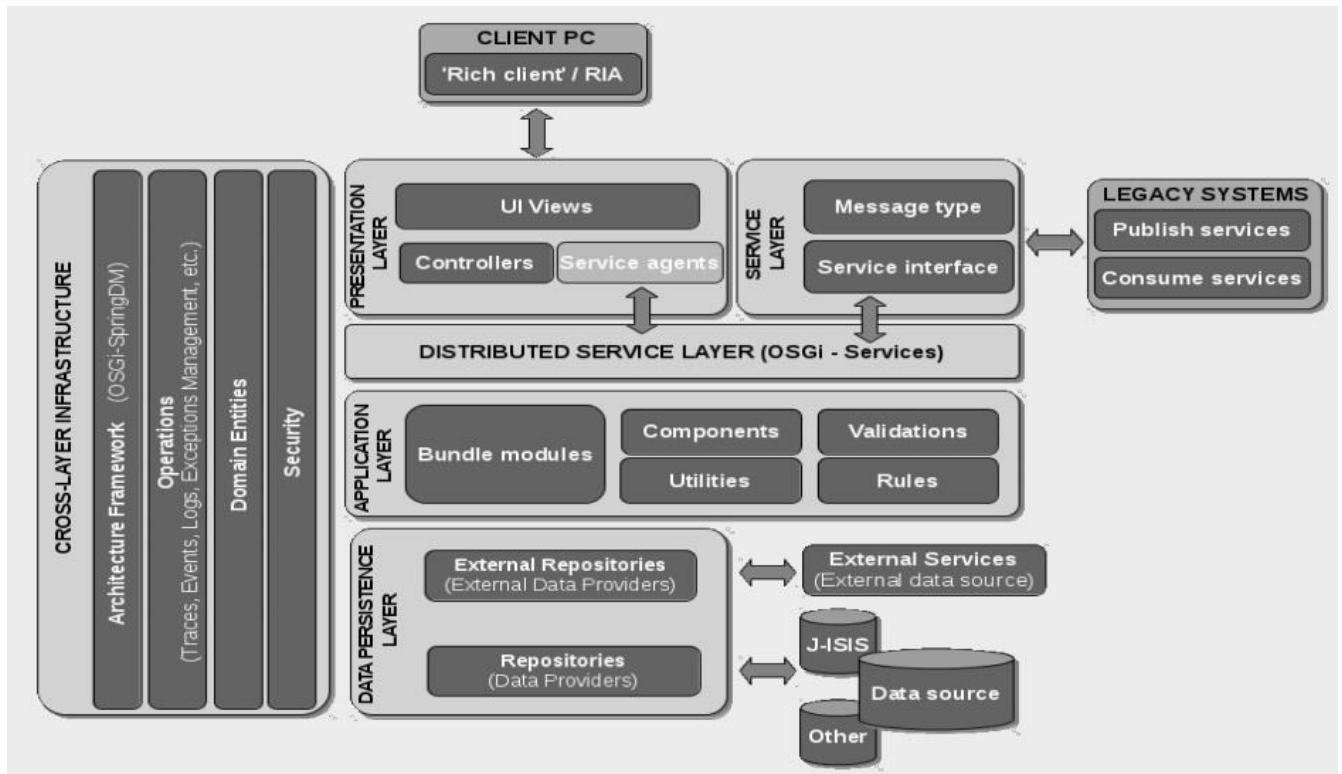 CLIENT PC
'Rich client' / RIA
CROSS-LAYER INFRASTRUCTURE
Architecture Framework (OSGi-SpringDM)
Operations
(Traces, Events, Logs, Exceptions Management, etc.)
Domain Entities
Security
PRESENTATION
LAYER
UI Views
Controllers
Service agents
SERVICE
LAYER
Message type
Service interface
LEGACY SYSTEMS
Publish services
Consume services
DISTRIBUTED SERVICE LAYER (OSGi - Services)
APPLICATION
LAYER
Bundle modules
Components
Validations
Utilities
Rules
DATA PERSISTENCE
LAYER
External Repositories
(External Data Providers)
External Services
(External data source)
Repositories
(Data Providers)
J-ISIS
Data source
Other